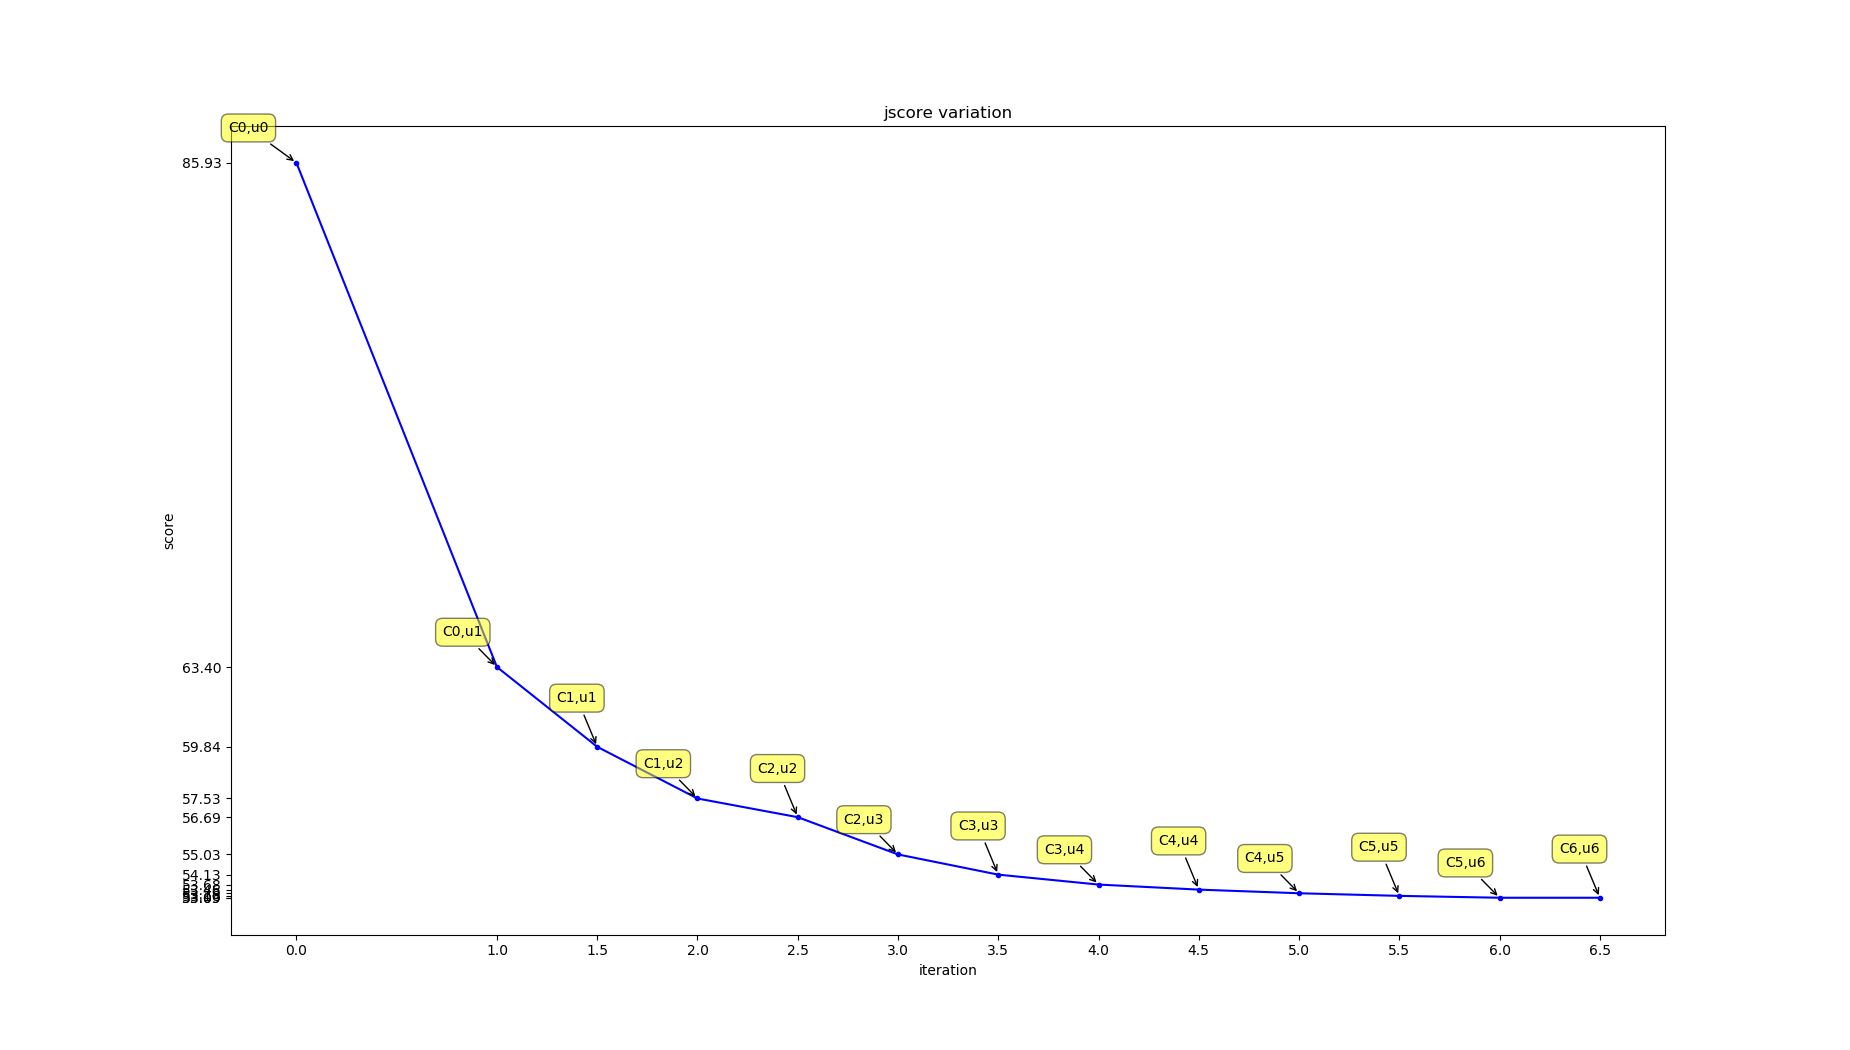 jscore variation
C0,u0
85.93
score
C0,u1
63.40
C1,u1
59.84
C1,u2
C2,u2
57.53
56.69
C2,u3
C3,u3
55.03
C3,u4
C4,u4
C4,u5
C5,u5
C5,u6
C6,u6
54.13
0.0 1.0 1.5 2.0 2.5 3.0 3.5 4.0 4.5 5.0 5.5 6.0 6.5
iteration